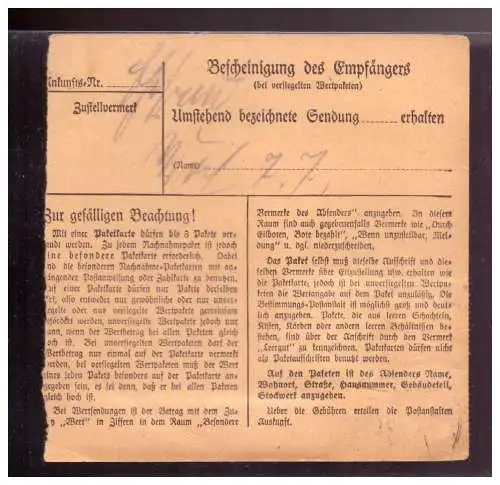 Bescheinigung des Empfängers
(bei versiegelten Wertpaketen)
Ankunfts-Nr.
Zustellvermerk
Umstehend bezeichnete Sendung erhalten
(Name)
7. 7.
Zur gefälligen Beachtung!
Mit einer Paketkarte dürfen bis 3 Pakete ver-
sandt werden. Zu jedem Nachnahmepaket ist jedoch
eine besondere Paketkarte erforderlich. Dabei
sind die besonderen Nachnahme-Paketkarten mit an-
hängender Postanweisung oder Zahlkarte zu benutzen.
Auf einer Paketkarte dürfen nur Pakete derselben
Art, also entweder nur gewöhnliche oder nur unver-
siegelte oder nur versiegelte Wertpakete gemeinsam
befördert werden, unversiegelte Wertpakete jedoch nur
dann, wenn der Wertbetrag bei allen Paketen gleich
hoch ist. Bei unversiegelten Wertpaketen darf der
Wertbetrag nur einmal auf der Paketkarte vermerkt
werden, bei versiegelten Wertpaketen muß der Wert
eines jeden Pakets besonders auf der Paketkarte an-
gegeben sein, es sei denn, daß er bei allen Paketen
gleich hoch ist.
Bei Wertsendungen ist der Betrag mit dem Zu-
„Wert" in Ziffern in dem Raum „Besondere
Vermerke des Absenders" anzugeben. In diesem
Raum sind auch gegebenenfalls Vermerke wie „Durch
Eilboten, Bote bezahlt", „Wenn unzustellbar, Mel-
dung" u. dgl. niederzuschreiben.
Das Paket selbst muß dieselbe Aufschrift und die-
selben Vermerke über Eilzustellung usw. erhalten wie
die Paketkarte, jedoch ist bei unversiegelten Wertpa-
keten die Wertangabe auf dem Paket unzulässig. Die
Bestimmungs-Postanstalt ist möglichst groß und deut-
lich anzugeben. Pakete, die aus leeren Schachteln,
Kisten, Körben oder andern leeren Behältnissen be-
stehen, sind über der Aufschrift durch den Vermerk
„Leergut" zu kennzeichnen. Paketkarten dürfen nicht
als Paketaufschriften benutzt werden.
Auf den Paketen ist des Absenders Name,
Wohnort, Straße, Hausnummer, Gebäudeteil,
Stockwerk anzugeben.
Ueber die Gebühren erteilen die Postanstalten
Auskunft.